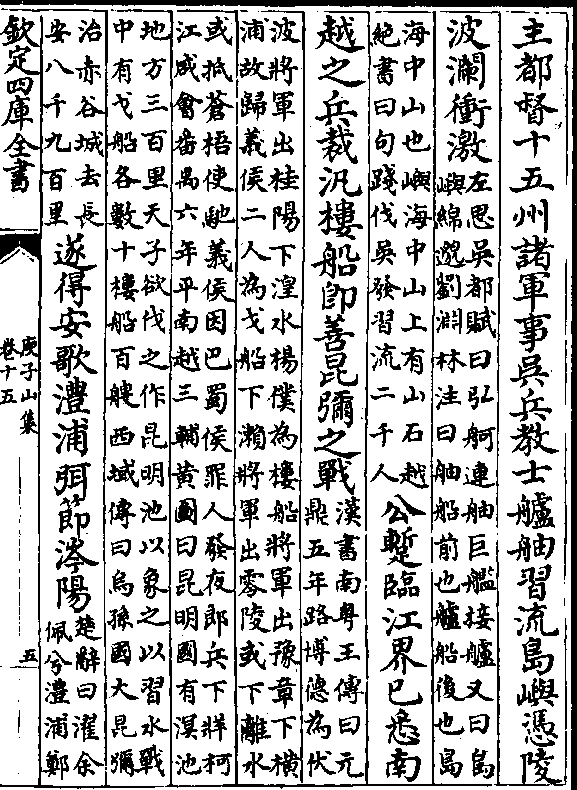 主都督十五州諸軍事吳兵教士艫舳習流島嶼憑陵
波瀾衝激
左思吳都賦曰弘舸連舳巨艦接艫又曰島
嶼綿邈劉淵林注曰舳船前也艫船後也島
海中山也嶼海中山上有山石越
絶書曰句踐伐吳發習流二千人
公蹔臨江界已悉南
越之兵裁汎樓船即善昆彌之戰
漢書南粤王傳曰元
鼎五年路博德為伏
波將軍出桂陽下湟水楊僕為樓船將軍出豫章下横
浦故歸義侯二人為戈船下瀨將軍出零陵或下離水
或抵蒼梧使馳義侯因巴蜀侯罪人發夜郎兵下牂柯
江咸會番禺六年平南越三輔黄圖曰昆明國有滇池
地方三百里天子欲伐之作昆明池以象之以習水戰
中有戈船各數十樓船百艘西域傳曰烏孫國大昆彌
治赤谷城去長
安八千九百里
遂得安歌澧浦弭節涔陽
楚辭曰濯余
佩兮澧浦鄭
欽定四庫全書
庾子山集
卷十五
五